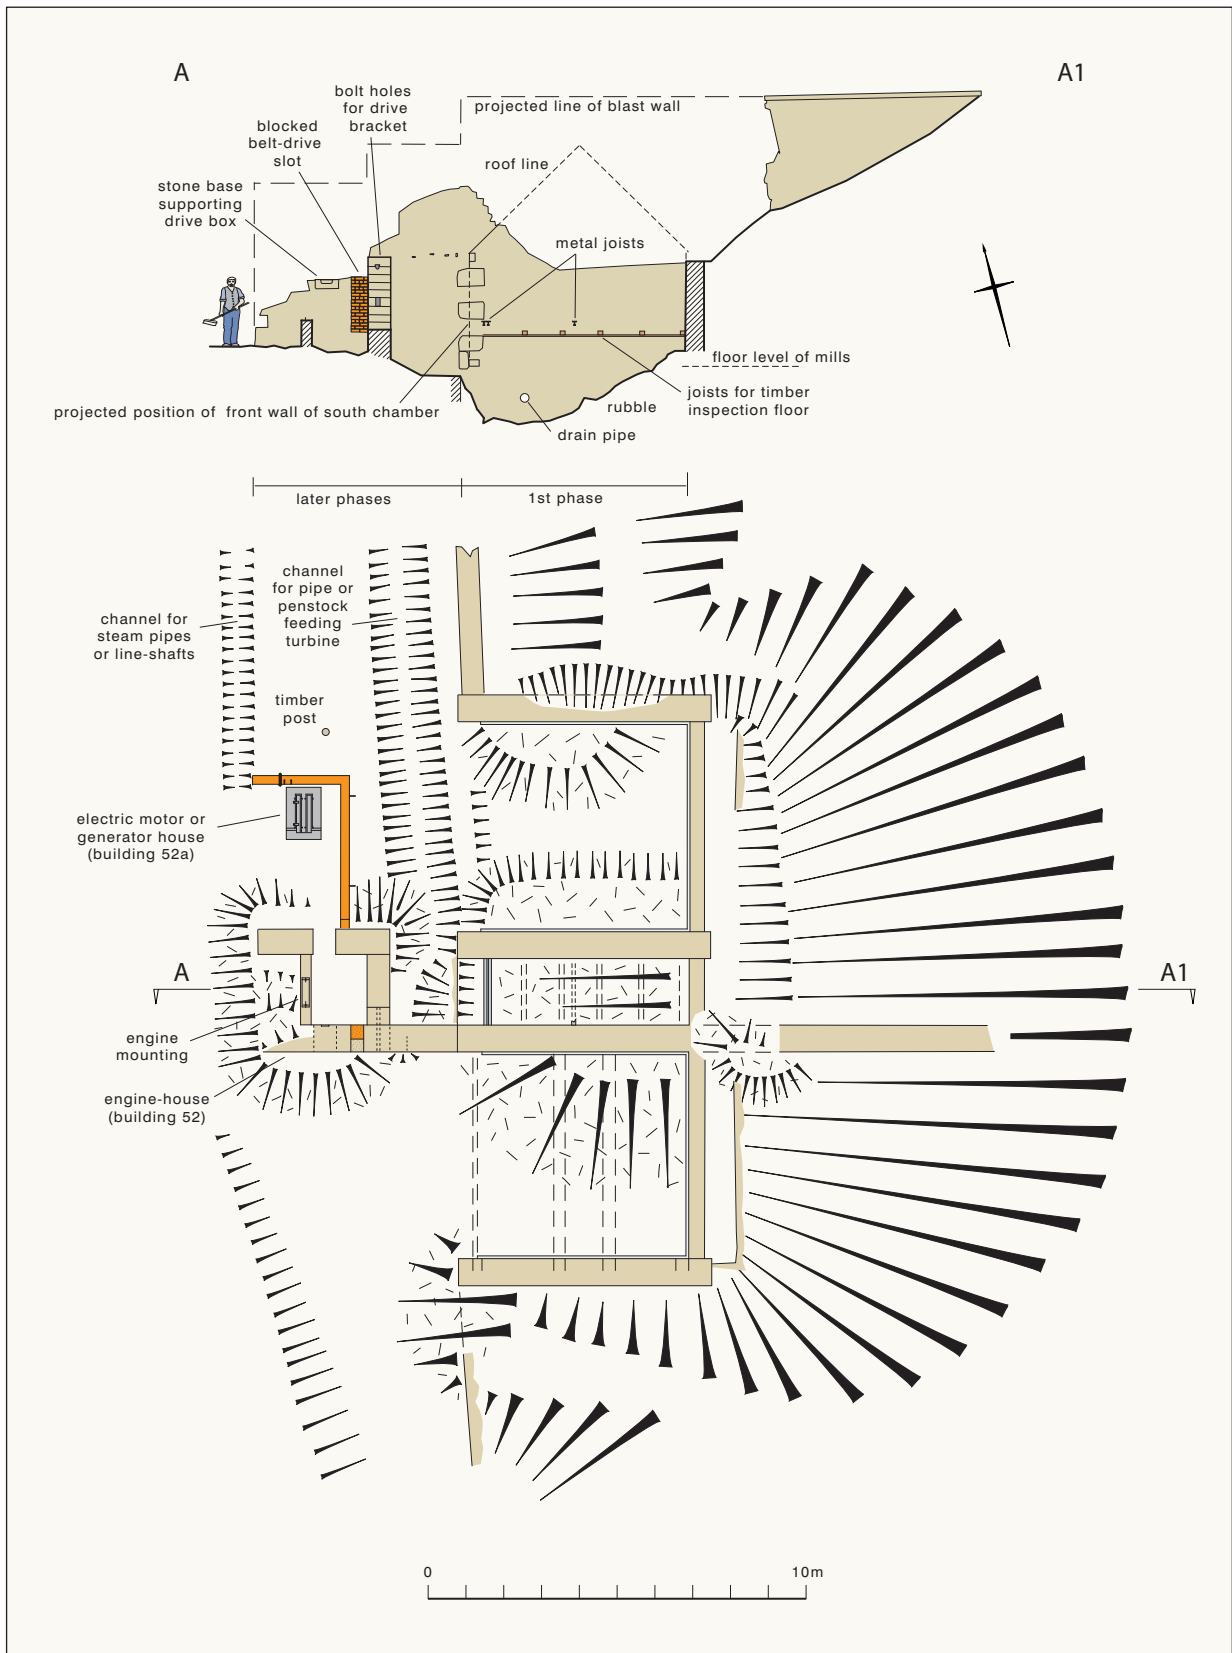 A
A1
bolt holes
for drive
bracket
projected line of blast wall
blocked
belt-drive
slot
roof line
stone base
supporting
drive box
metal joists
floor level of mills
joists for timber
inspection floor
projected position of front wall of south chamber
rubble
drain pipe
later phases
1st phase
channel
for pipe or
penstock
feeding
turbine
channel for
steam pipes
or line-shafts
timber
post
electric motor or
generator house
(building 52a)
A
A1
engine
mounting
engine-house
(building 52)
0
10m